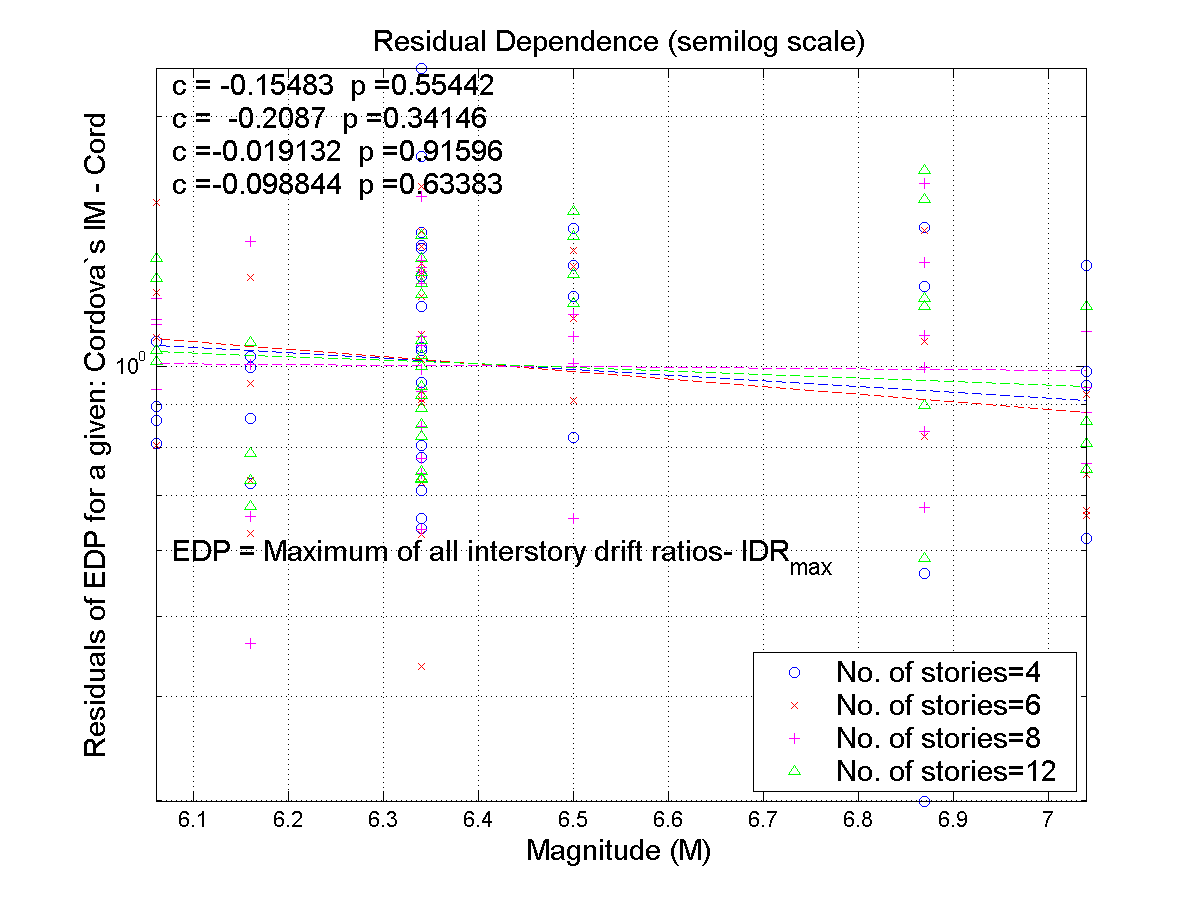 Residual Dependence (semilog scale)
c = -0.15483  p =0.55442
c =  -0.2087  p =0.34146
c =-0.019132  p =0.91596
c =-0.098844  p =0.63383
Residuals of EDP for a given: Cordova`s IM - Cord
10^0
EDP = Maximum of all interstory drift ratios- IDR_max
No. of stories=4
No. of stories=6
No. of stories=8
No. of stories=12
6.1 6.2 6.3 6.4 6.5 6.6 6.7 6.8 6.9 7
Magnitude (M)